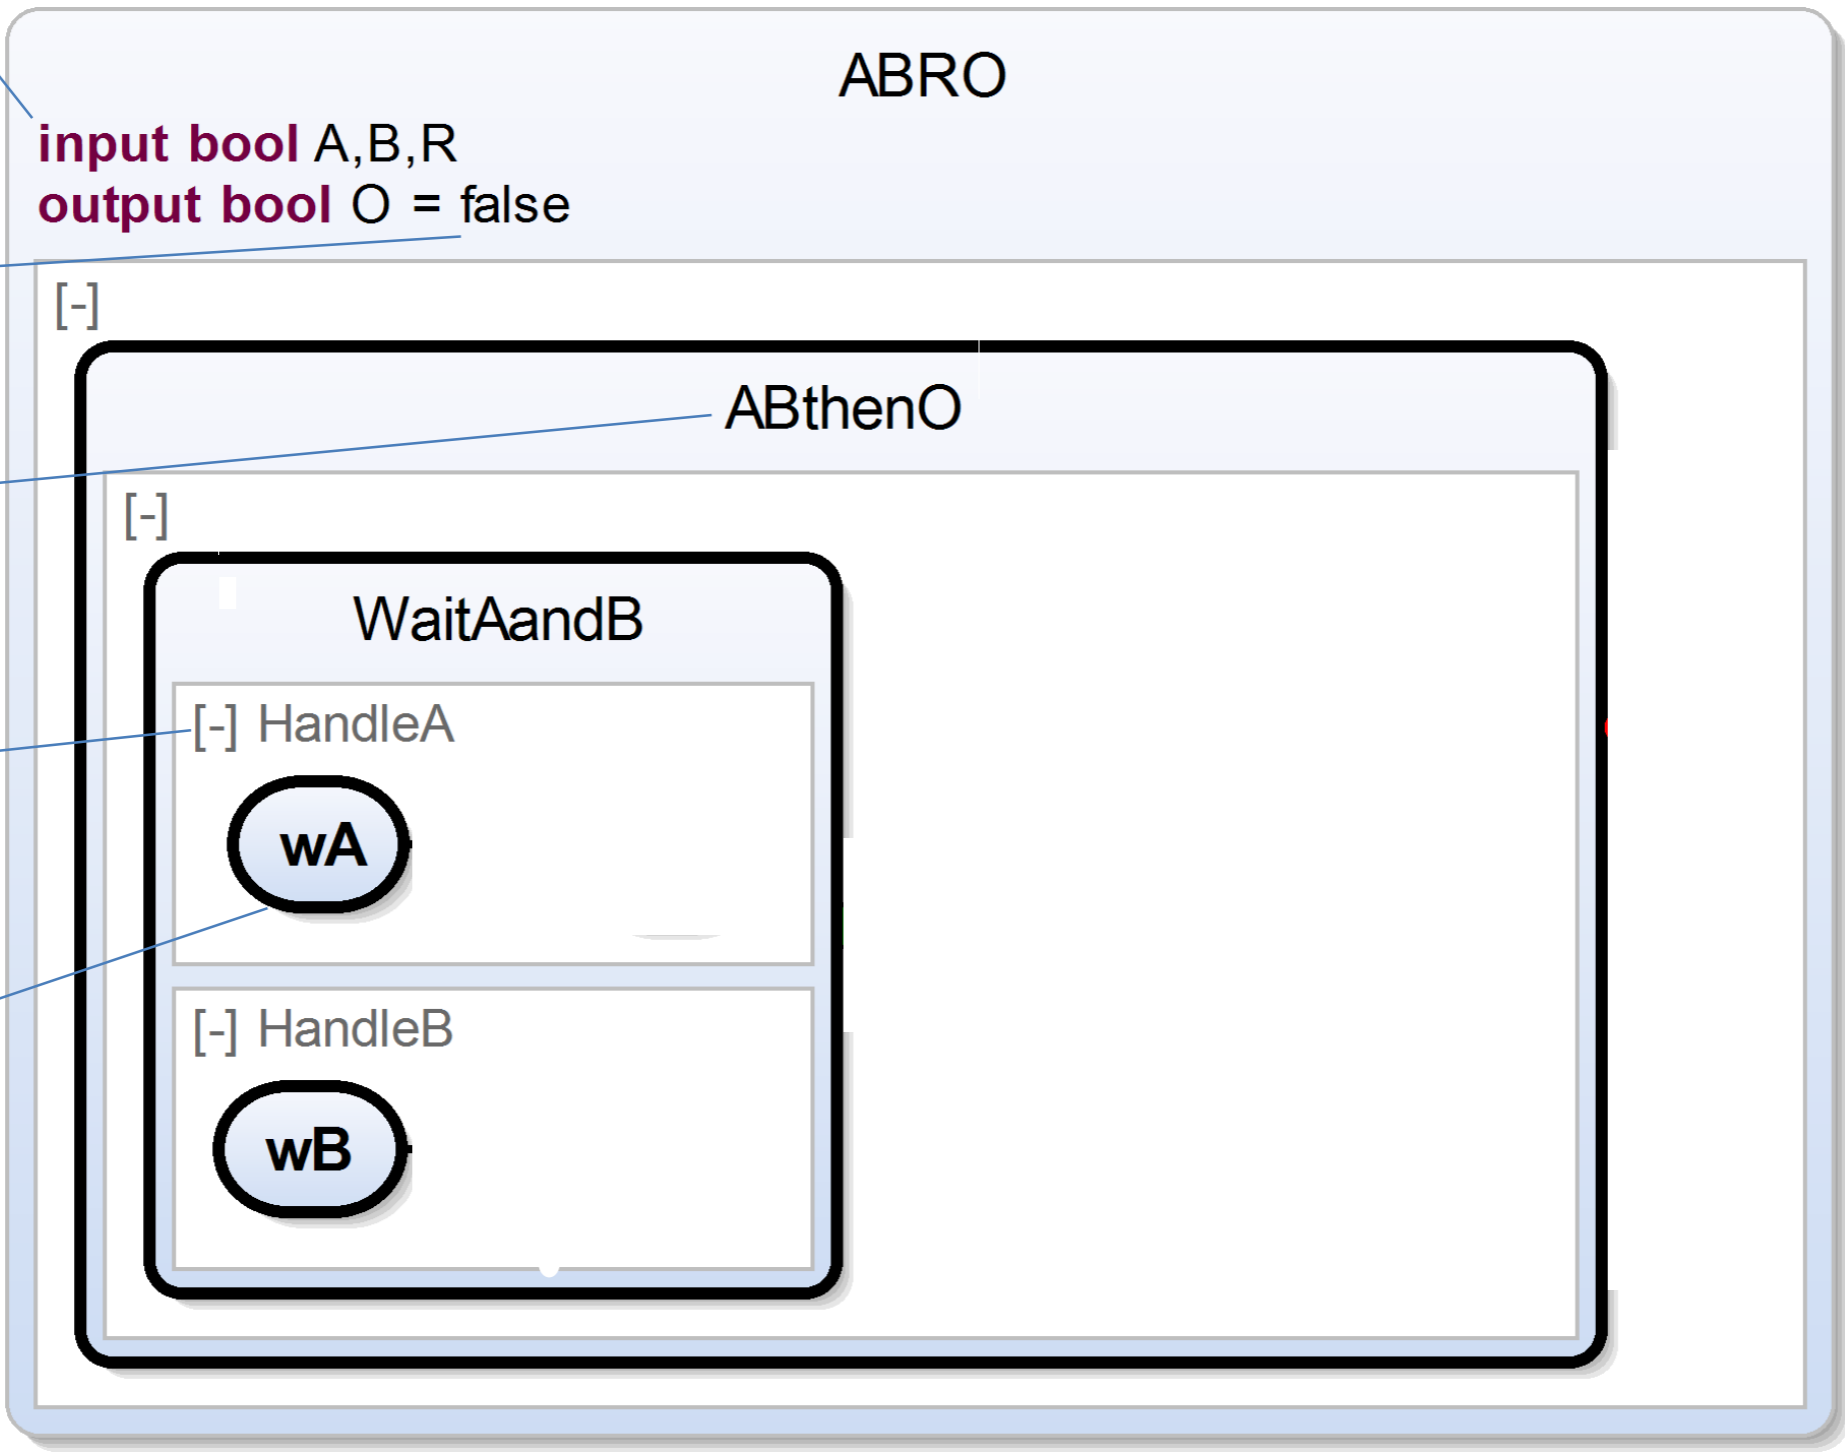 ABRO
input bool A,B,R
output bool O = false
[-]
ABthenO
[-]
WaitAandB
[-] HandleA
wA
[-] HandleB
wB